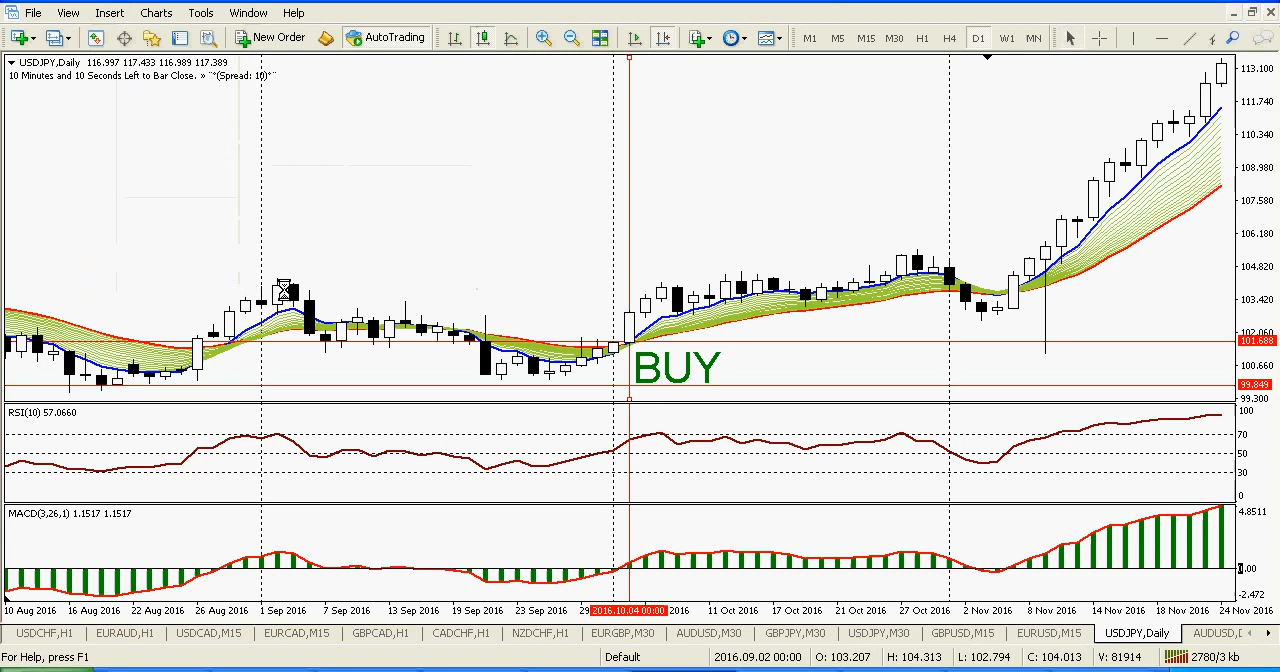 File View Insert Charts Tools Window Help
New Order AutoTrading M1 M5 M15 M30 H1 H4 D1 W1 MN
USDJPY,Daily 116.997 117.433 116.989 117.389
10 Minutes and 10 Seconds Left to Bar Close. » "*(Spread: 10)*"
113.100
111.740
110.340
108.980
107.580
106.180
104.820
103.420
102.060
101.688
BUY
100.660
99.849
99.300
RSI(10) 57.0660
100
70
50
30
0
MACD(3,26,1) 1.1517 1.1517
4.8511
0.00
-2.472
10 Aug 2016 16 Aug 2016 22 Aug 2016 26 Aug 2016 1 Sep 2016 7 Sep 2016 13 Sep 2016 19 Sep 2016 23 Sep 2016 29 2016.10.04 00:00 2016 11 Oct 2016 17 Oct 2016 21 Oct 2016 27 Oct 2016 2 Nov 2016 8 Nov 2016 14 Nov 2016 18 Nov 2016 24 Nov 2016
USDCHF,H1 EURAUD,H1 USDCAD,M15 EURCAD,M15 GBPCAD,H1 CADCHF,H1 NZDCHF,H1 EURGBP,M30 AUDUSD,M30 GBPJPY,M30 USDJPY,M30 GBPUSD,M15 EURUSD,M15 USDJPY,Daily AUDUSD,
For Help, press F1 Default 2016.09.02 00:00 O: 103.207 H: 104.313 L: 102.794 C: 104.013 V: 81914 2780/3 kb